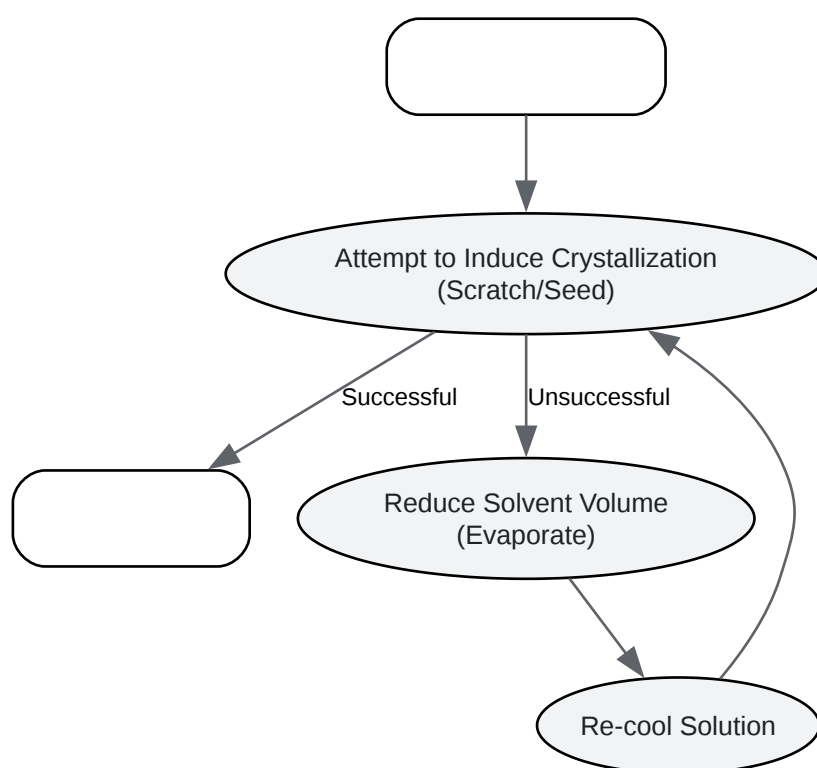 Attempt to Induce Crystallization
(Scratch/Seed)
Successful
Unsuccessful
Reduce Solvent Volume
(Evaporate)
Re-cool Solution